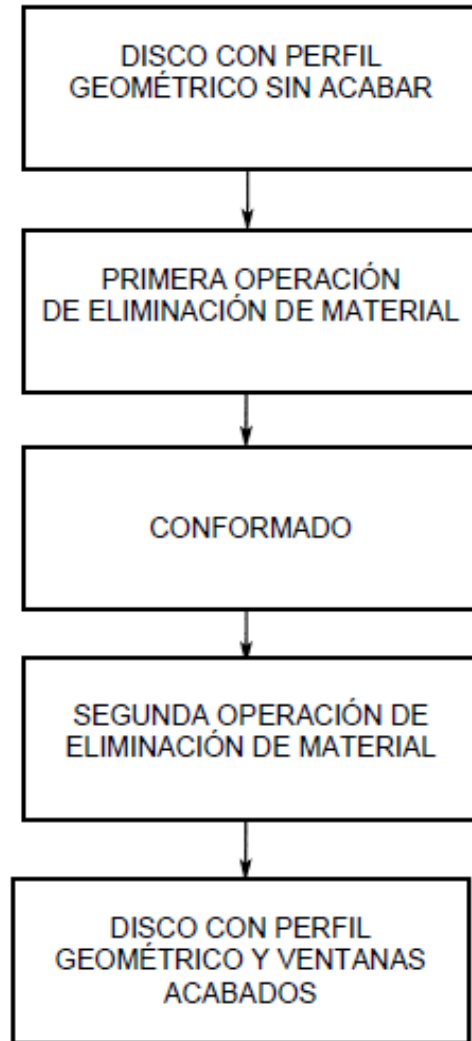 DISCO CON PERFIL
GEOMÉTRICO SIN ACABAR
PRIMERA OPERACIÓN
DE ELIMINACIÓN DE MATERIAL
CONFORMADO
SEGUNDA OPERACIÓN DE
ELIMINACIÓN DE MATERIAL
DISCO CON PERFIL
GEOMÉTRICO Y VENTANAS
ACABADOS